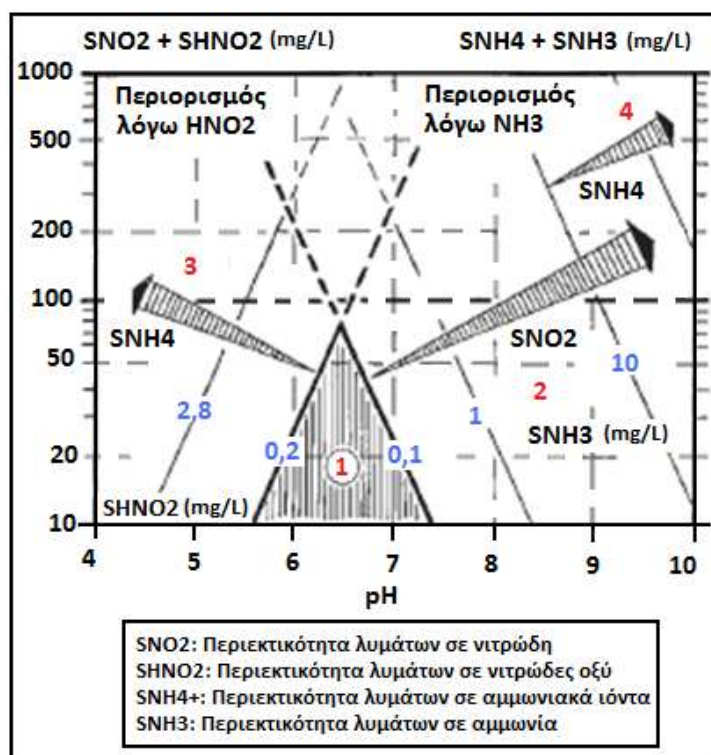 SNO2 + SHNO2 (mg/L)
SNH4 + SNH3 (mg/L)
1000
500
200
100
50
20
10
Περιορισμός
λόγω HNO2
Περιορισμός
λόγω NH3
4
SNH4
3
SNH4
SNO2
10
2
2,8
1
SNH3 (mg/L)
0,2
1
0,1
SHNO2 (mg/L)
4 5 6 7 8 9 10
pH
SNO2: Περιεκτικότητα λυμάτων σε νιτρώδη
SHNO2: Περιεκτικότητα λυμάτων σε νιτρώδες οξύ
SNH4+: Περιεκτικότητα λυμάτων σε αμμωνιακά ιόντα
SNH3: Περιεκτικότητα λυμάτων σε αμμωνία